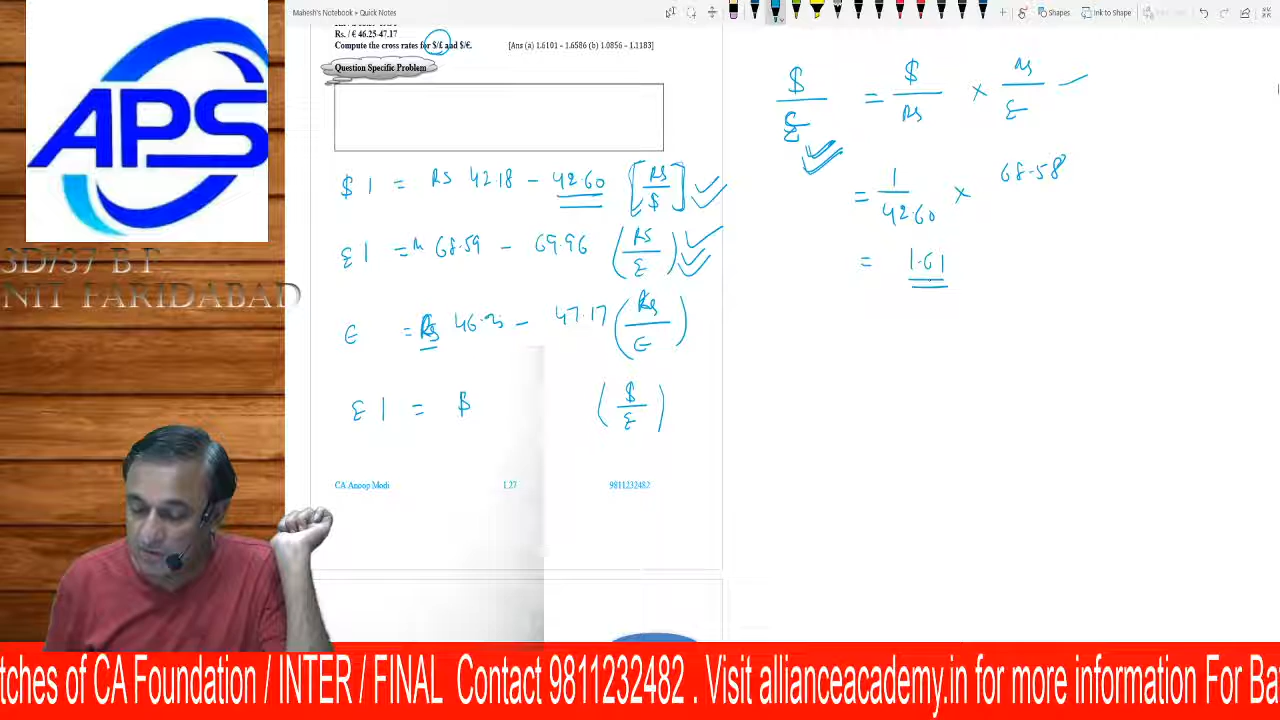 Mahesh's Notebook » Quick Notes
Shapes
Ink to Shape
APS
3D/37 B.P.
NIT FARIDABAD
Rs. / € 46.25-47.17
Compute the cross rates for $/£ and $/€. [Ans (a) 1.6101 – 1.6586 (b) 1.0856 – 1.1183]
Question Specific Problem
$ 1 = Rs 42.18 – 42.60 [Rs/$]
£ 1 = Rs 68.59 – 69.96 (Rs/£)
€ = Rs 46.25 – 47.17 (Rs/€)
£ 1 = $ ($/£)
CA Anoop Modi 1.27 9811232482
$/£ = $/Rs × Rs/£
= 1/42.60 × 68.58
= 1.61
tches of CA Foundation / INTER / FINAL Contact 9811232482 . Visit allianceacademy.in for more information For Ba